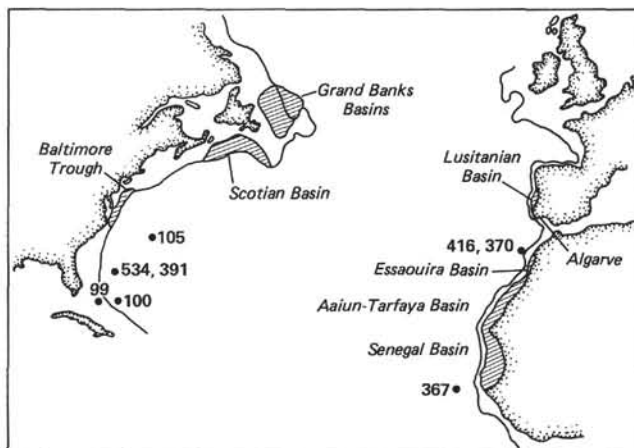 Grand Banks
Basins
Baltimore
Trough
Scotian Basin
Lusitanian
Basin
105
416, 370
Algarve
534, 391
Essaouira Basin
99
100
Aaiun-Tarfaya Basin
Senegal Basin
367